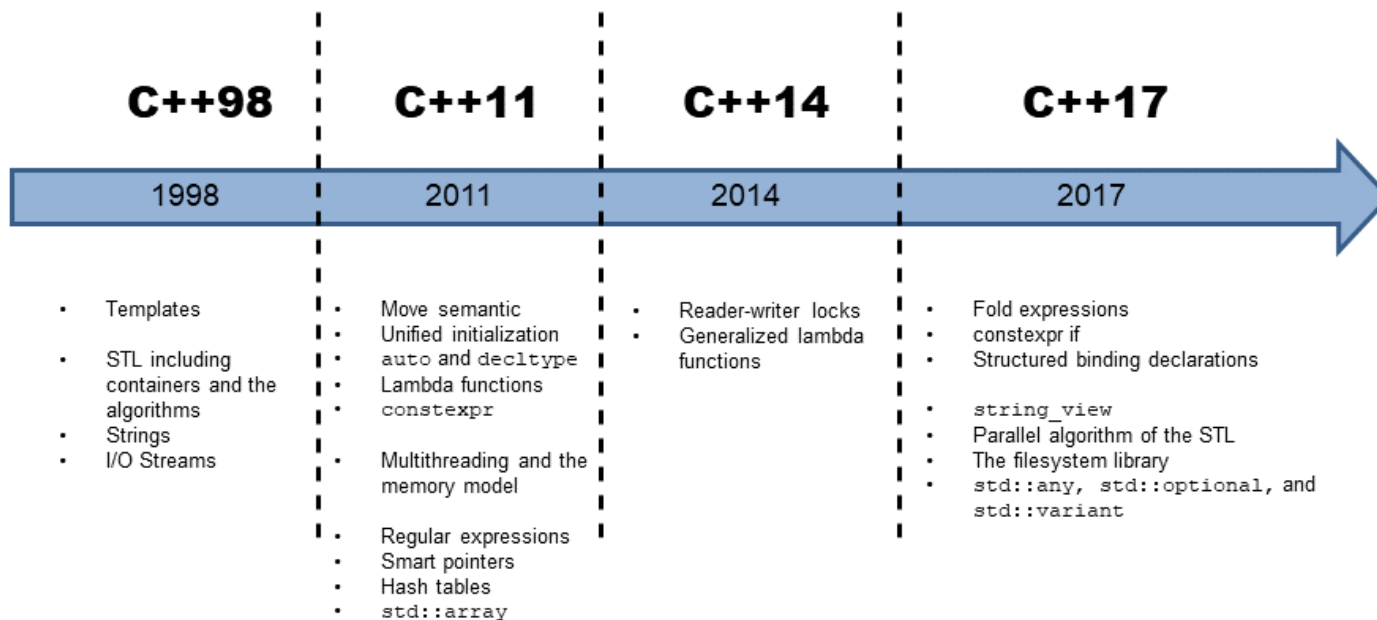 C++98
C++11
C++14
C++17
1998
2011
2014
2017
• Templates
• STL including
containers and the
algorithms
• Strings
• I/O Streams
• Move semantic
• Unified initialization
• auto and decltype
• Lambda functions
• constexpr
• Multithreading and the
memory model
• Regular expressions
• Smart pointers
• Hash tables
• std::array
• Reader-writer locks
• Generalized lambda
functions
• Fold expressions
• constexpr if
• Structured binding declarations
• string_view
• Parallel algorithm of the STL
• The filesystem library
• std::any, std::optional, and
std::variant